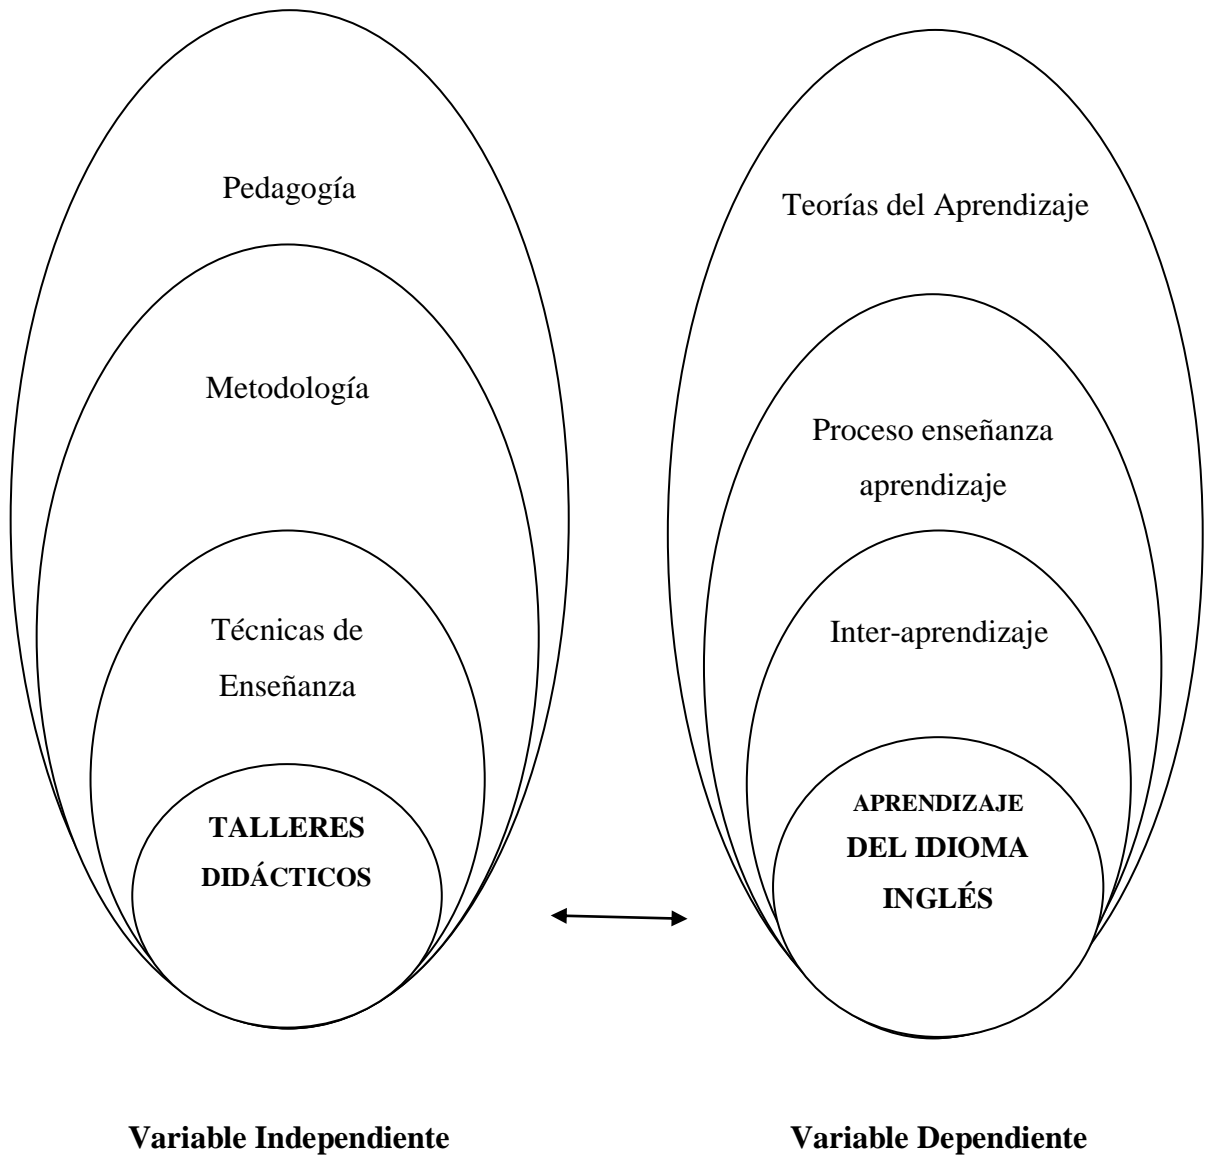 Pedagogía
Metodología
Técnicas de
Enseñanza
TALLERES
DIDÁCTICOS
Variable Independiente
Teorías del Aprendizaje
Proceso enseñanza
aprendizaje
Inter-aprendizaje
APRENDIZAJE
DEL IDIOMA
INGLÉS
Variable Dependiente